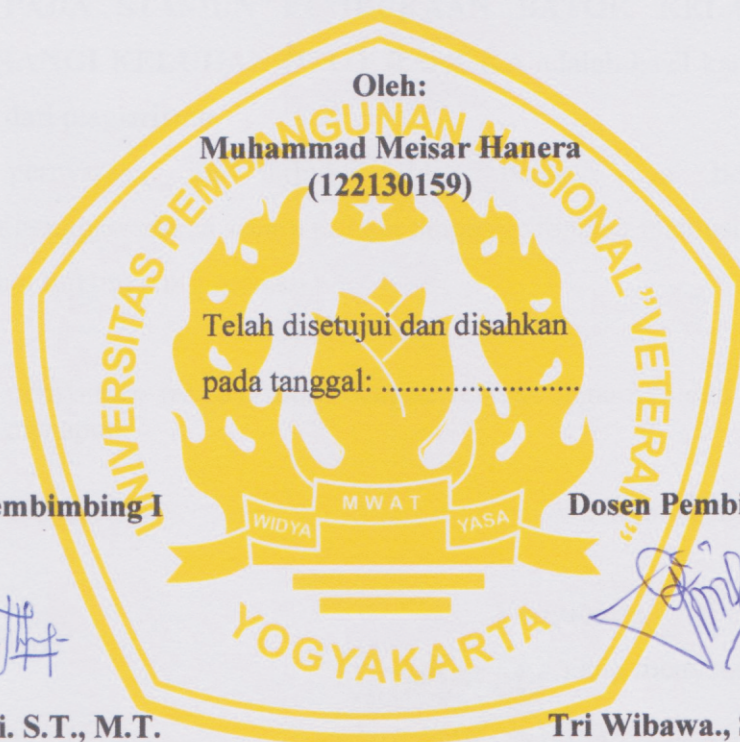 Oleh:
Muhammad Meisar Hanera
(122130159)
UNIVERSITAS PEMBANGUNAN NASIONAL "VETERAN"
Telah disetujui dan disahkan
pada tanggal: .........................
embimbing I
Dosen Pembi
WIDYA MWAT YASA
YOGYAKARTA
i. S.T., M.T.
Tri Wibawa.,